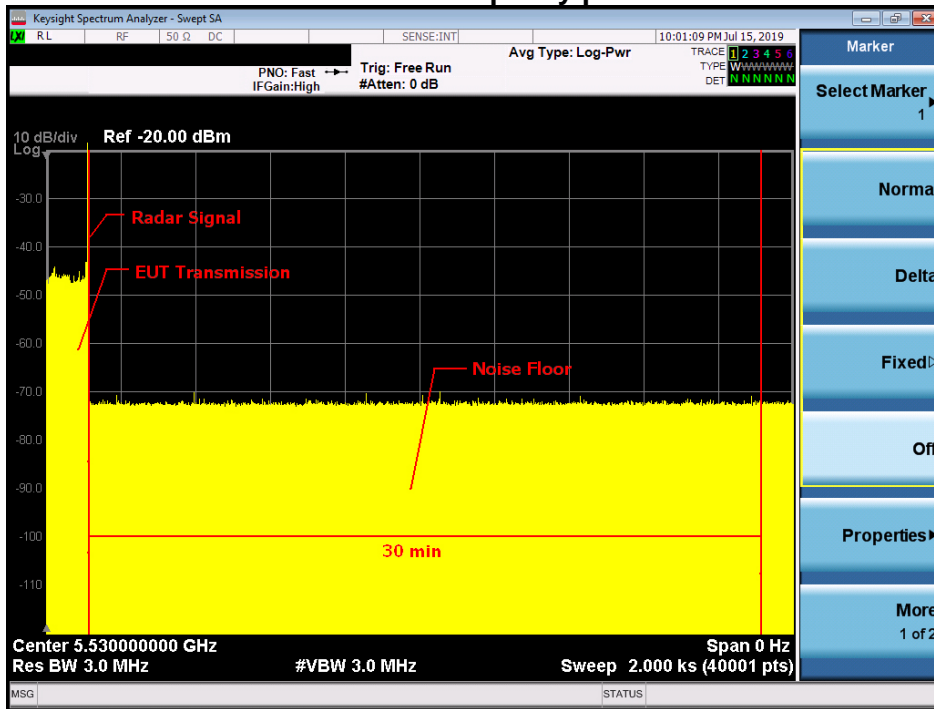 Keysight Spectrum Analyzer - Swept SA
LXI RL RF 50 Ω DC SENSE:INT 10:01:09 PM Jul 15, 2019
Marker
Avg Type: Log-Pwr
TRACE 1 2 3 4 5 6
TYPE WWWWWW
DET N N N N N N
PNO: Fast
IFGain:High
Trig: Free Run
#Atten: 0 dB
Select Marker
1
10 dB/div Ref -20.00 dBm
Log
-30.0
-40.0
-50.0
-60.0
-70.0
-80.0
-90.0
-100
-110
Radar Signal
EUT Transmission
Noise Floor
30 min
Norma
Delta
Fixed
Off
Properties
More
1 of 2
Center 5.530000000 GHz Span 0 Hz
Res BW 3.0 MHz #VBW 3.0 MHz Sweep 2.000 ks (40001 pts)
MSG STATUS